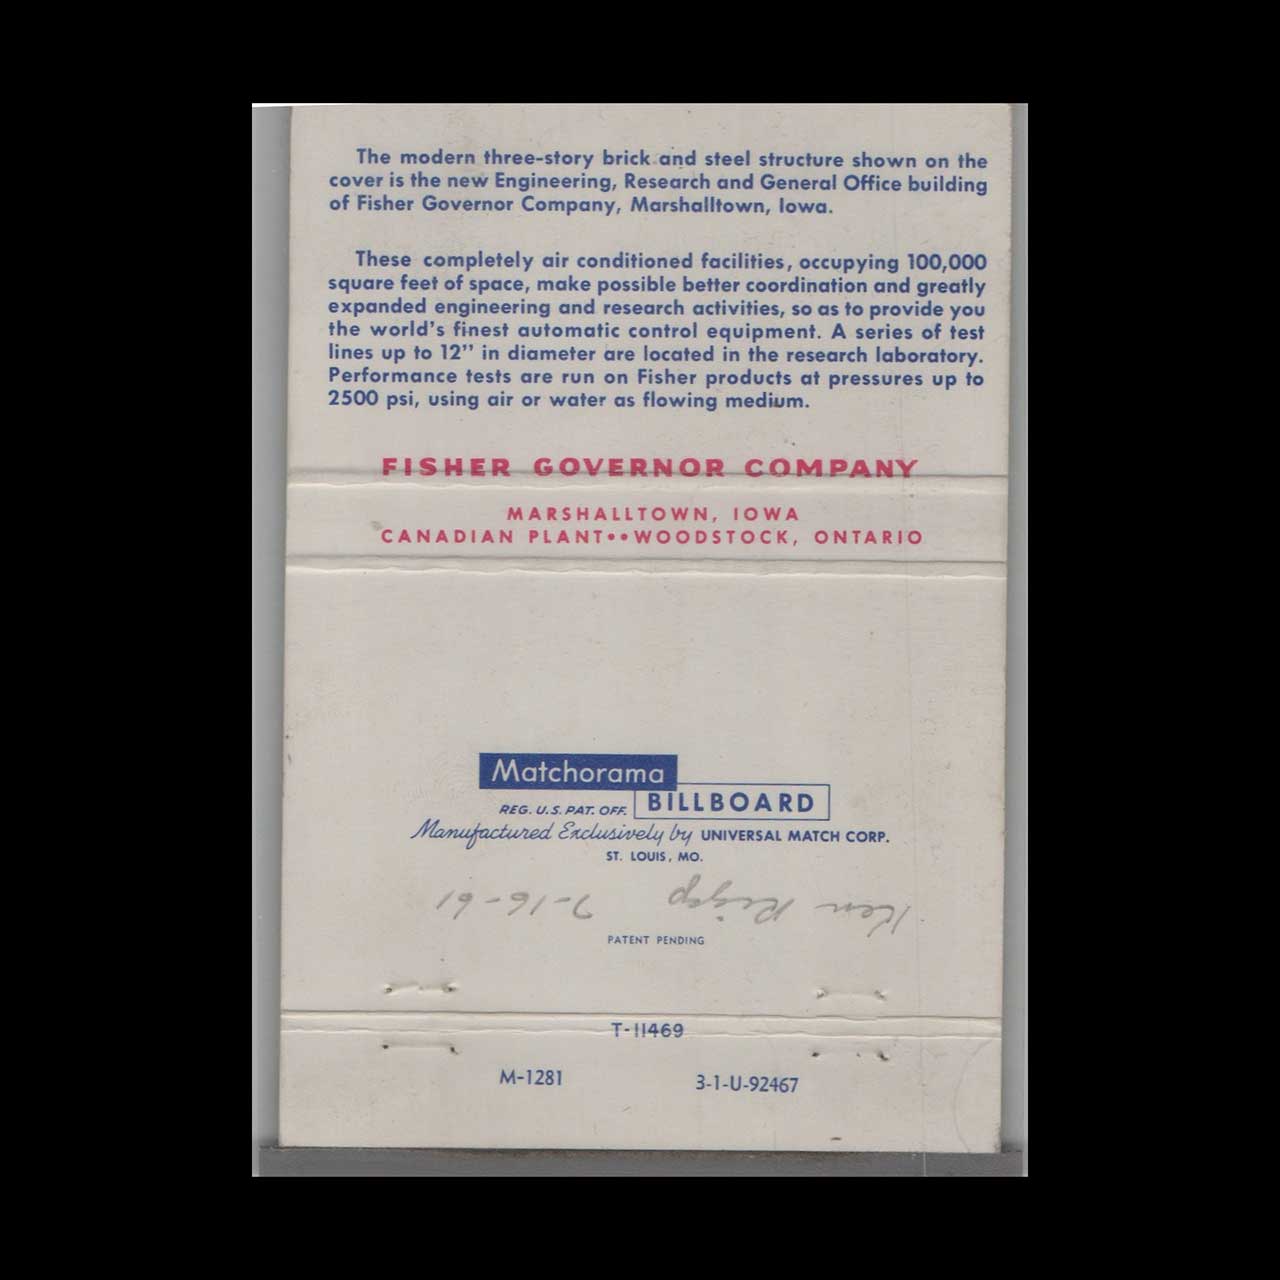 The modern three-story brick and steel structure shown on the
cover is the new Engineering, Research and General Office building
of Fisher Governor Company, Marshalltown, Iowa.
These completely air conditioned facilities, occupying 100,000
square feet of space, make possible better coordination and greatly
expanded engineering and research activities, so as to provide you
the world's finest automatic control equipment. A series of test
lines up to 12'' in diameter are located in the research laboratory.
Performance tests are run on Fisher products at pressures up to
2500 psi, using air or water as flowing medium.
FISHER GOVERNOR COMPANY
MARSHALLTOWN, IOWA
CANADIAN PLANT••WOODSTOCK, ONTARIO
Matchorama
BILLBOARD
REG. U.S. PAT. OFF.
Manufactured Exclusively by UNIVERSAL MATCH CORP.
ST. LOUIS, MO.
Ken 7-16-61
PATENT PENDING
T-11469
M-1281 3-1-U-92467